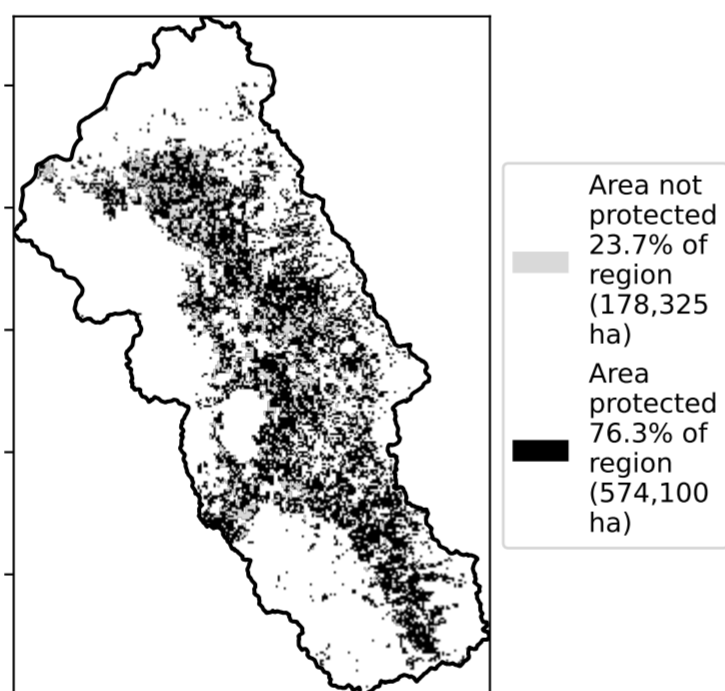 Area not
protected
23.7% of
region
(178,325
ha)
Area
protected
76.3% of
region
(574,100
ha)